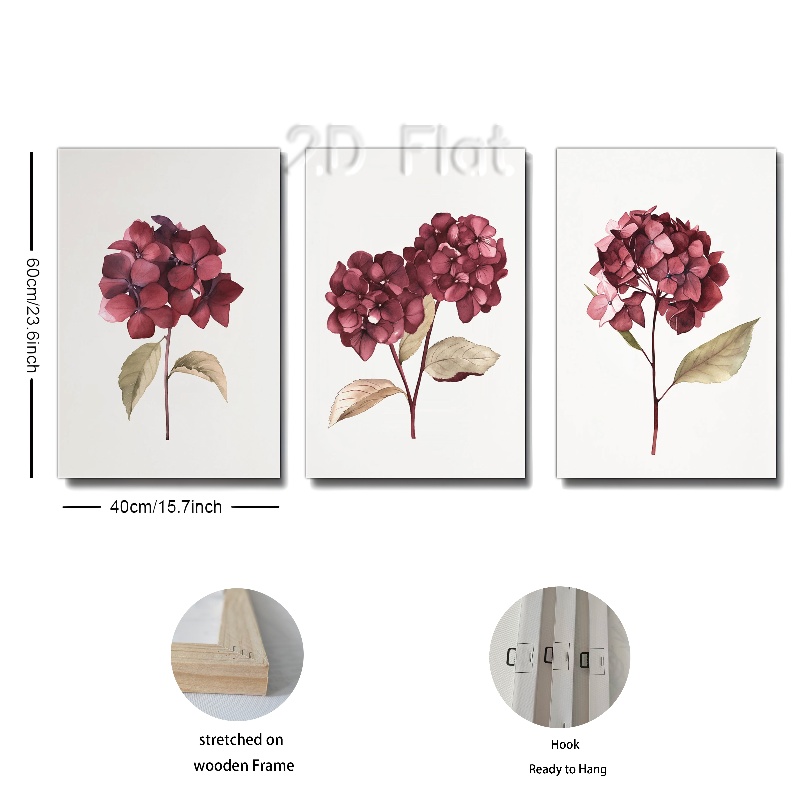 2D Flat
60cm/23.6inch
40cm/15.7inch
stretched on
wooden Frame
Hook
Ready to Hang